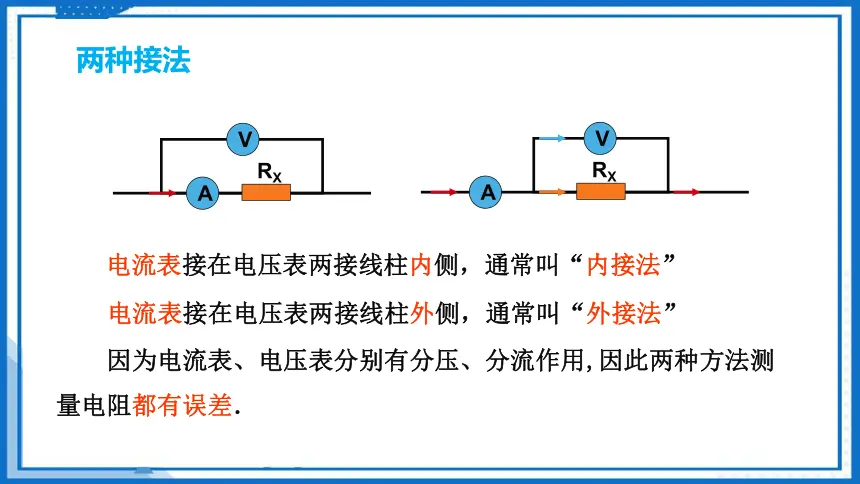 两种接法
V
A
RX
V
A
RX
电流表接在电压表两接线柱内侧，通常叫“内接法”
电流表接在电压表两接线柱外侧，通常叫“外接法”
因为电流表、电压表分别有分压、分流作用,因此两种方法测
量电阻都有误差.